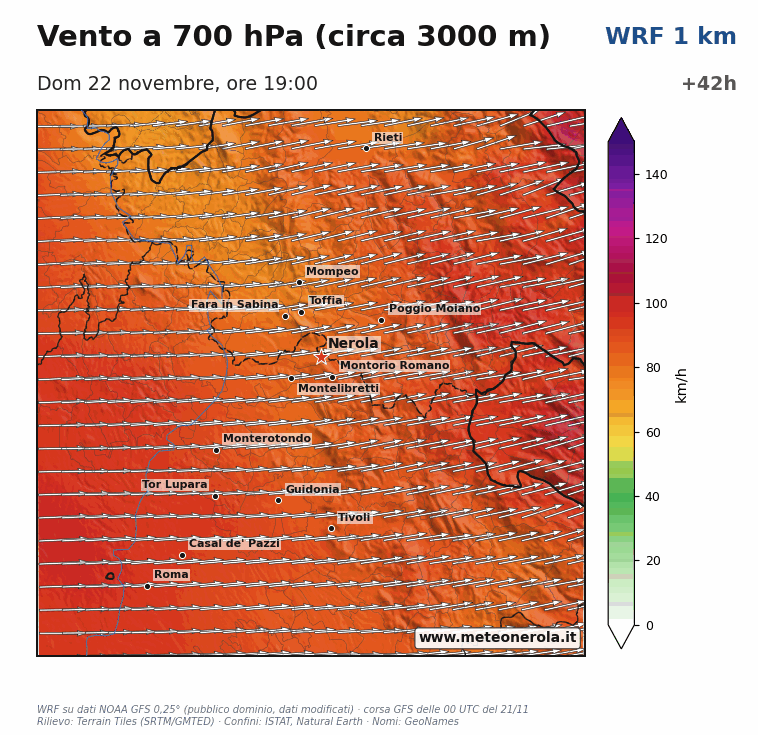 Vento a 700 hPa (circa 3000 m)
WRF 1 km
Dom 22 novembre, ore 19:00
+42h
Rieti
Mompeo
Fara in Sabina
Toffia
Poggio Moiano
Nerola
Montorio Romano
Montelibretti
Monterotondo
Tor Lupara
Guidonia
Tivoli
Casal de' Pazzi
Roma
www.meteonerola.it
140
120
100
80
60
40
20
0
km/h
WRF su dati NOAA GFS 0,25° (pubblico dominio, dati modificati) · corsa GFS delle 00 UTC del 21/11
Rilievo: Terrain Tiles (SRTM/GMTED) · Confini: ISTAT, Natural Earth · Nomi: GeoNames